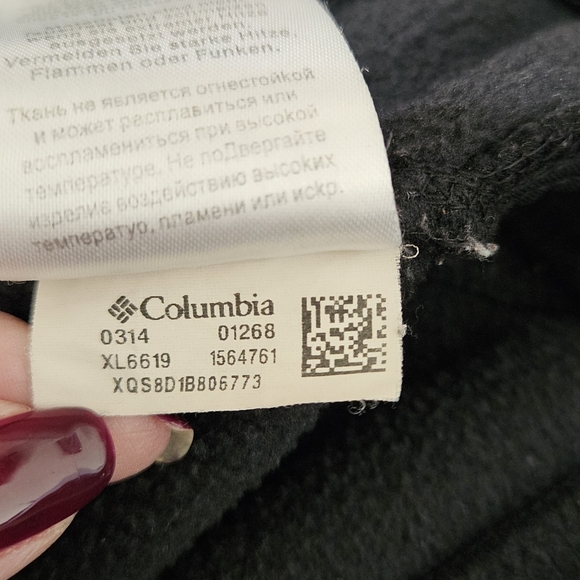 ausgesetzt werden.
Vermeiden Sie starke Hitze,
Flammen oder Funken.
Ткань не является огнестойкой
и может расплавиться или
воспламениться при высокой
температуре. Не подвергайте
изделие воздействию высоких
температур, пламени или искр.
Columbia
0314 01268
XL6619 1564761
XQS8D1B806773